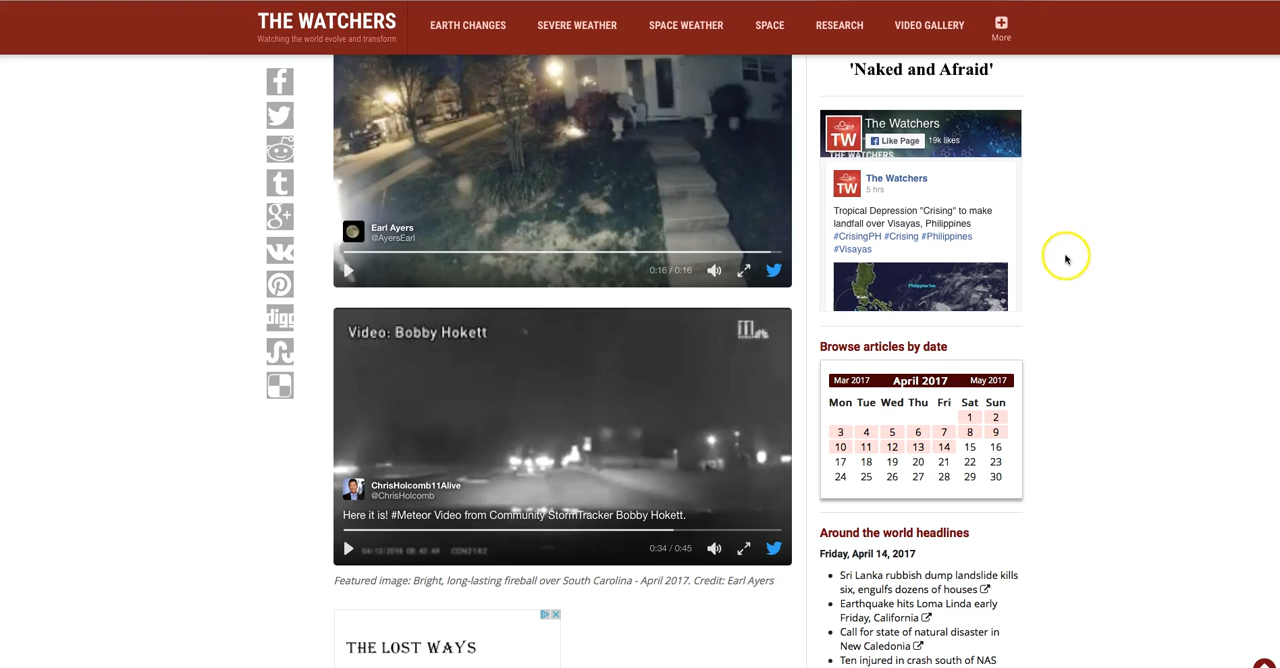 THE WATCHERS
Watching the world evolve and transform
EARTH CHANGES
SEVERE WEATHER
SPACE WEATHER
SPACE
RESEARCH
VIDEO GALLERY
More
Earl Ayers
@AyersEarl
0:16 / 0:16
Video: Bobby Hokett
11
ChrisHolcomb11Alive
@ChrisHolcomb
Here it is! #Meteor Video from Community StormTracker Bobby Hokett.
0:34 / 0:45
Featured image: Bright, long-lasting fireball over South Carolina - April 2017. Credit: Earl Ayers
THE LOST WAYS
'Naked and Afraid'
TW
The Watchers
Like Page
19k likes
THE WATCHERS
TW
The Watchers
5 hrs
Tropical Depression "Crising" to make
landfall over Visayas, Philippines
#CrisingPH #Crising #Philippines
#Visayas
Philippine Sea
Browse articles by date
Mar 2017 April 2017 May 2017
Mon Tue Wed Thu Fri Sat Sun
1 2
3 4 5 6 7 8 9
10 11 12 13 14 15 16
17 18 19 20 21 22 23
24 25 26 27 28 29 30
Around the world headlines
Friday, April 14, 2017
Sri Lanka rubbish dump landslide kills
six, engulfs dozens of houses
Earthquake hits Loma Linda early
Friday, California
Call for state of natural disaster in
New Caledonia
Ten injured in crash south of NAS
digg